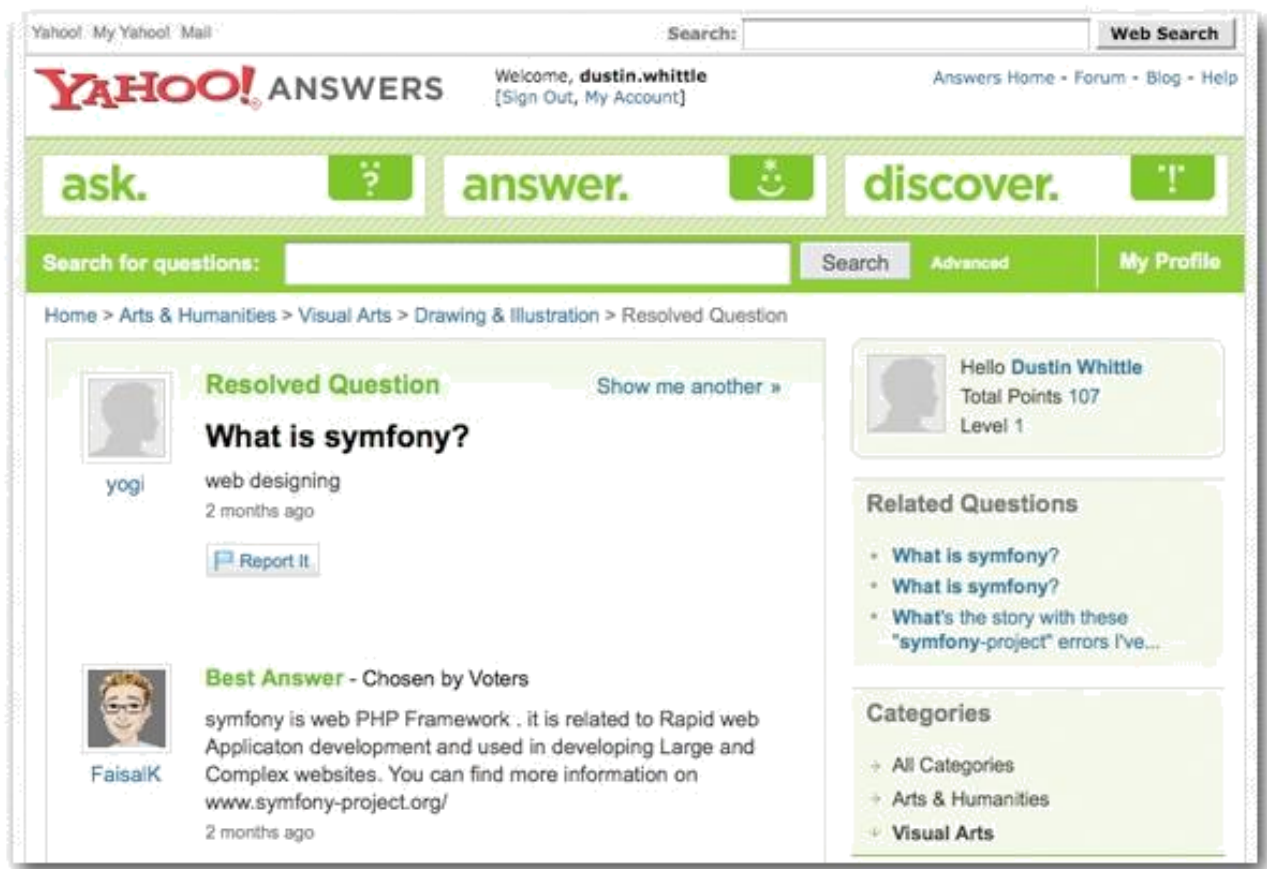 Yahoo! My Yahoo! Mail
Search:
Web Search
YAHOO! ANSWERS
Welcome, dustin.whittle
[Sign Out, My Account]
Answers Home - Forum - Blog - Help
ask.
answer.
discover.
Search for questions:
Search
Advanced
My Profile
Home > Arts & Humanities > Visual Arts > Drawing & Illustration > Resolved Question
yogi
Resolved Question
Show me another »
What is symfony?
web designing
2 months ago
Report It
FaisalK
Best Answer - Chosen by Voters
symfony is web PHP Framework . it is related to Rapid web
Applicaton development and used in developing Large and
Complex websites. You can find more information on
www.symfony-project.org/
2 months ago
Hello Dustin Whittle
Total Points 107
Level 1
Related Questions
What is symfony?
What is symfony?
What's the story with these
"symfony-project" errors I've...
Categories
All Categories
Arts & Humanities
Visual Arts